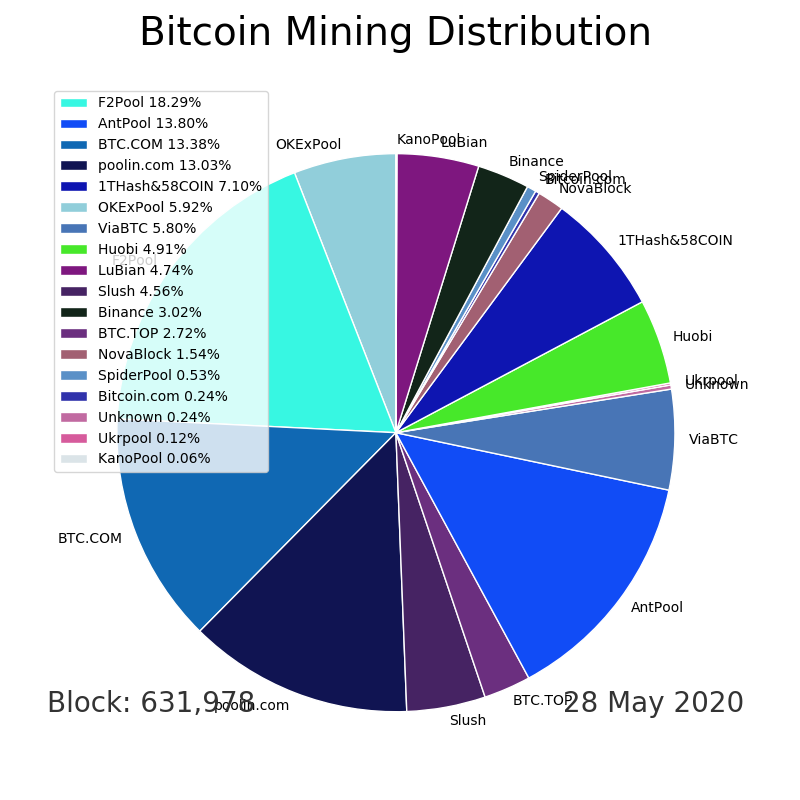 Bitcoin Mining Distribution
F2Pool 18.29%
AntPool 13.80%
BTC.COM 13.38%
poolin.com 13.03%
1THash&58COIN 7.10%
OKExPool 5.92%
ViaBTC 5.80%
Huobi 4.91%
LuBian 4.74%
Slush 4.56%
Binance 3.02%
BTC.TOP 2.72%
NovaBlock 1.54%
SpiderPool 0.53%
Bitcoin.com 0.24%
Unknown 0.24%
Ukrpool 0.12%
KanoPool 0.06%
OKExPool
KanoPool
LuBian
Binance
SpiderPool
Bitcoin.com
NovaBlock
1THash&58COIN
Huobi
Ukrpool
Unknown
ViaBTC
AntPool
BTC.TOP
Slush
poolin.com
BTC.COM
F2Pool
Block: 631,978
28 May 2020